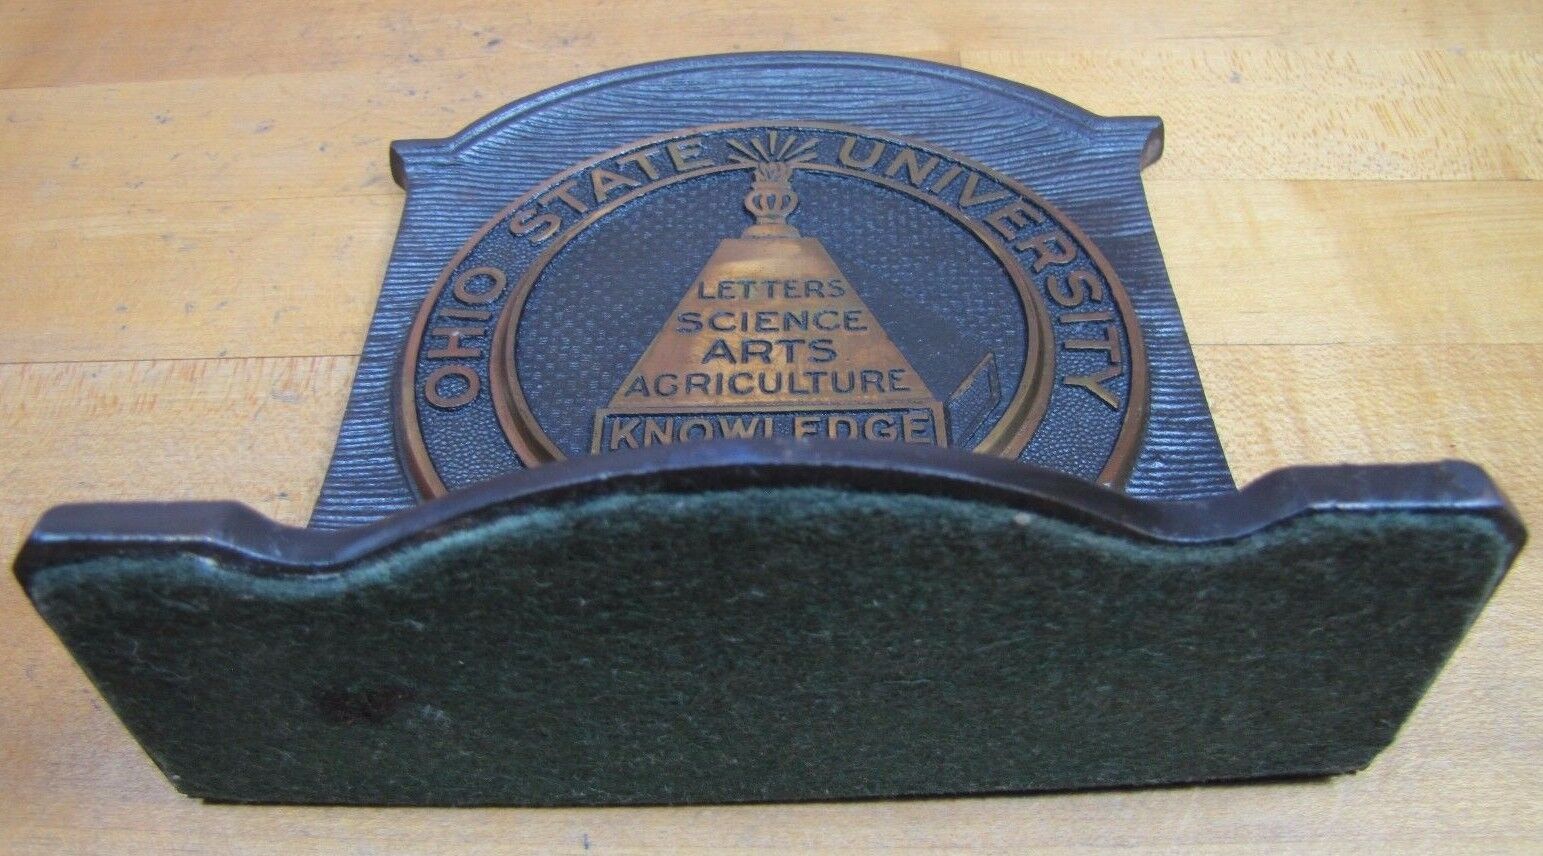 OHIO STATE UNIVERSITY
LETTERS
SCIENCE
ARTS
AGRICULTURE
KNOWLEDGE